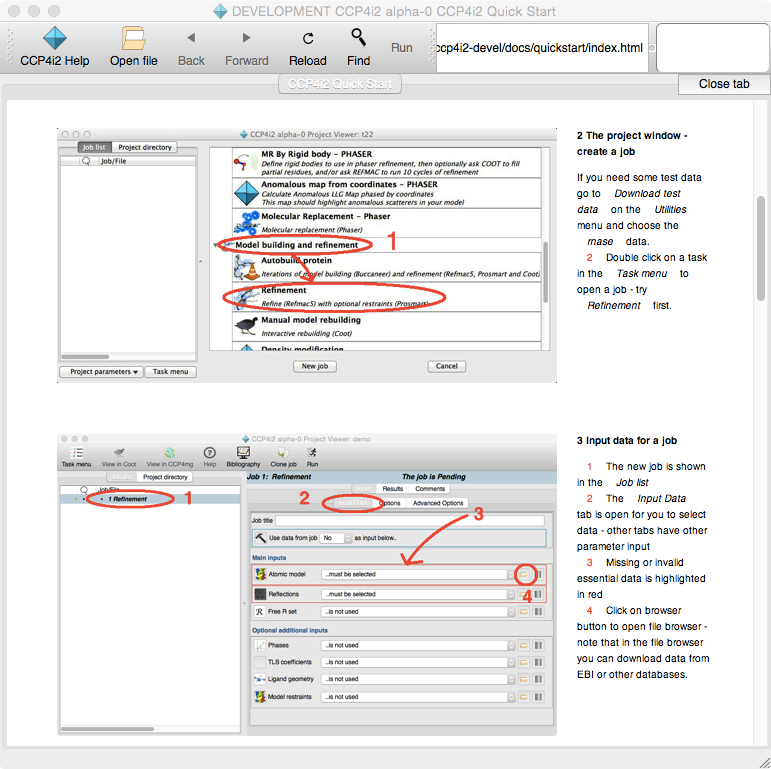 DEVELOPMENT CCP4i2 alpha-0 CCP4i2 Quick Start
CCP4i2 Help
Open file
Back
Forward
Reload
Find
Run
ccp4i2-devel/docs/quickstart/index.html
CCP4i2 Quick Start
Close tab
CCP4i2 alpha-0 Project Viewer: t22
Job list
Project directory
Job/File
MR By Rigid body - PHASER
Define rigid bodies to use in phaser refinement, then optionally ask COOT to fill
partial residues, and/or ask REFMAC to run 10 cycles of refinement
Anomalous map from coordinates - PHASER
Calculate Anomalous LLG Map phased by coordinates
This map should highlight anomalous scatterers in your model
Molecular Replacement - Phaser
Molecular replacement (Phaser)
Model building and refinement
1
Autobuild protein
Iterations of model building (Buccaneer) and refinement (Refmac5, Prosmart and Coot)
Refinement
Refine (Refmac5) with optional restraints (Prosmart)
Manual model rebuilding
Interactive rebuilding (Coot)
Density modification
Project parameters
Task menu
New job
Cancel
2 The project window -
create a job
If you need some test data
go to Download test
data on the Utilities
menu and choose the
mase data.
2 Double click on a task
in the Task menu to
open a job - try
Refinement first.
CCP4i2 alpha-0 Project Viewer: demo
Task menu
View in Coot
View in CCP4mg
Help
Bibliography
Clone job
Run
Project directory
Job/File
1 Refinement
1
Job 1: Refinement
The job is Pending
Input
Results
Comments
2
Input Data
Options
Advanced Options
3
Job title
Use data from job
No
as input below..
Main inputs
Atomic model
..must be selected
Reflections
..must be selected
4
Free R set
..is not used
Optional additional inputs
Phases
..is not used
TLS coefficients
..is not used
Ligand geometry
..is not used
Model restraints
..is not used
3 Input data for a job
1 The new job is shown
in the Job list
2 The Input Data
tab is open for you to select
data - other tabs have other
parameter input
3 Missing or invalid
essential data is highlighted
in red
4 Click on browser
button to open file browser -
note that in the file browser
you can download data from
EBI or other databases.